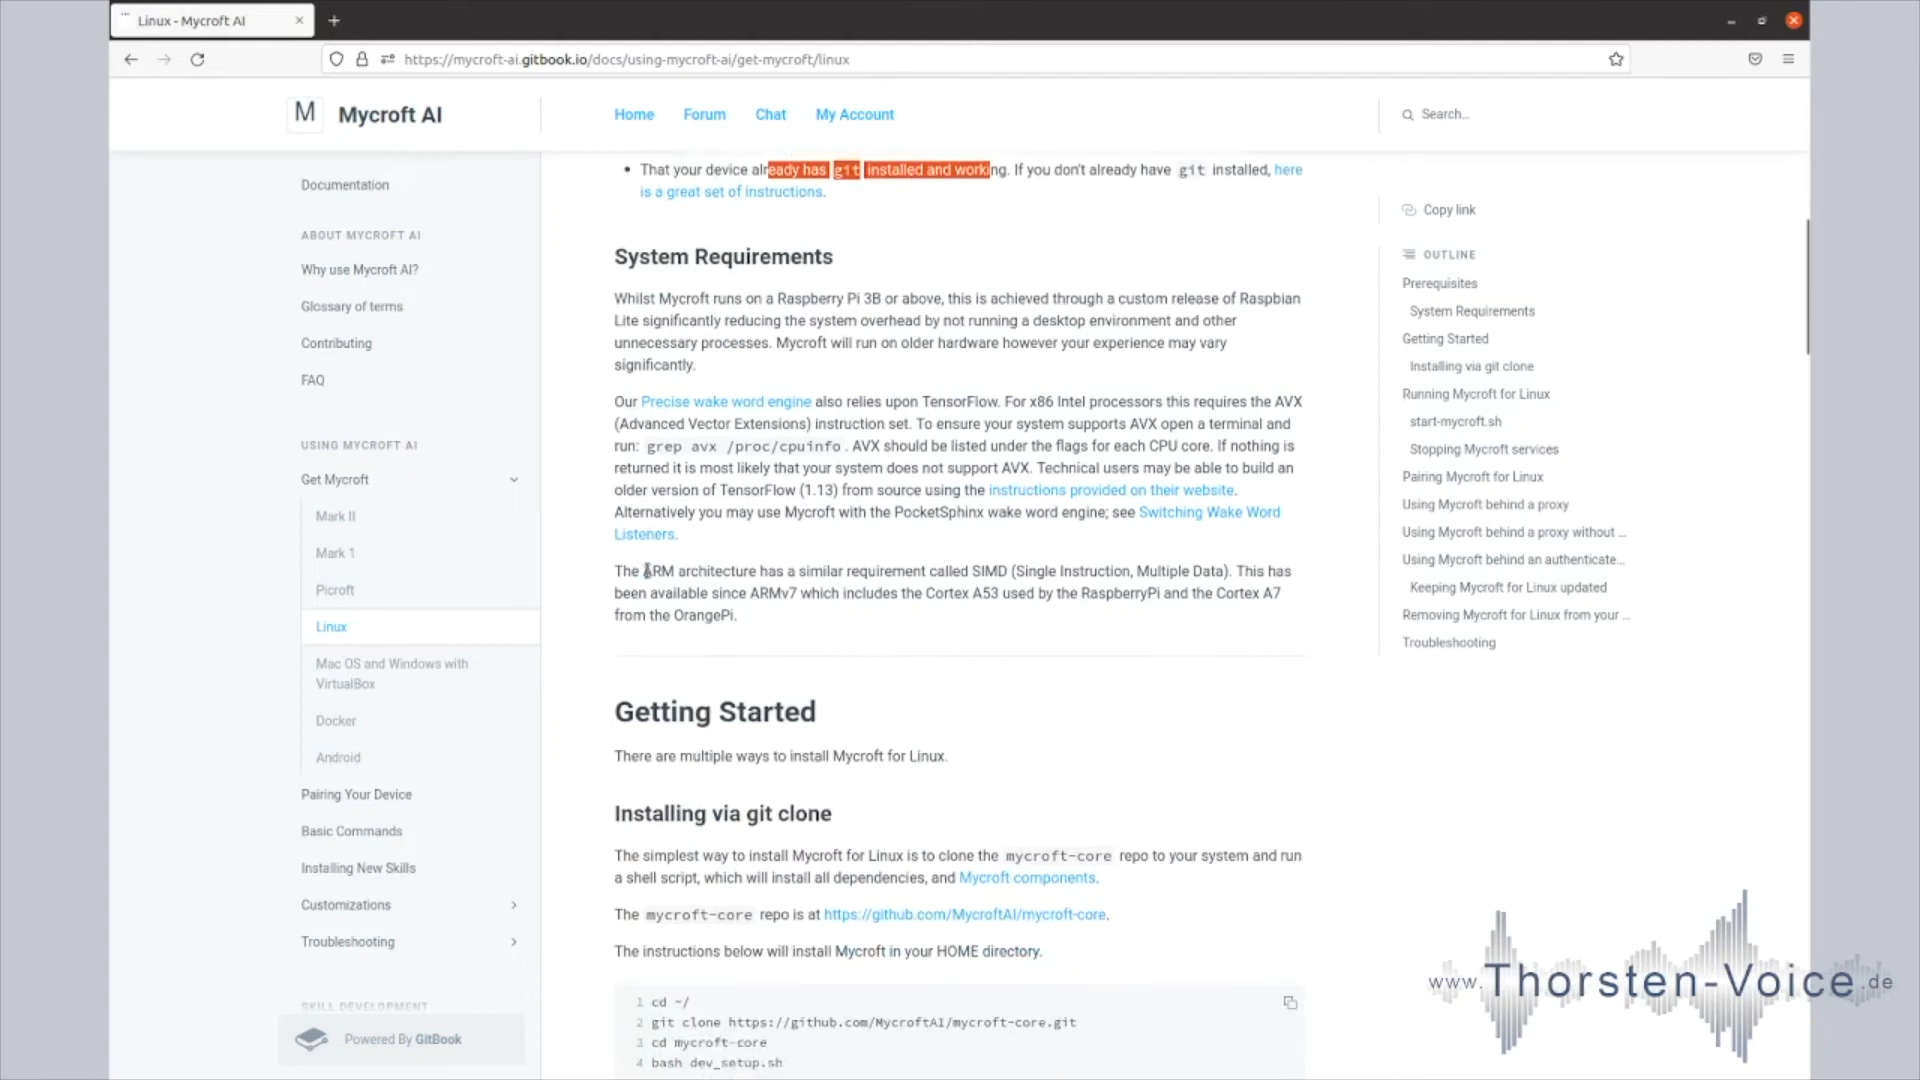 Linux - Mycroft AI
https://mycroft-ai.gitbook.io/docs/using-mycroft-ai/get-mycroft/linux
M
Mycroft AI
Home
Forum
Chat
My Account
Search...
Documentation
ABOUT MYCROFT AI
Why use Mycroft AI?
Glossary of terms
Contributing
FAQ
USING MYCROFT AI
Get Mycroft
Mark II
Mark 1
Picroft
Linux
Mac OS and Windows with
VirtualBox
Docker
Android
Pairing Your Device
Basic Commands
Installing New Skills
Customizations
Troubleshooting
SKILL DEVELOPMENT
Powered By GitBook
That your device already has git installed and working. If you don't already have git installed, here
is a great set of instructions.
System Requirements
Whilst Mycroft runs on a Raspberry Pi 3B or above, this is achieved through a custom release of Raspbian
Lite significantly reducing the system overhead by not running a desktop environment and other
unnecessary processes. Mycroft will run on older hardware however your experience may vary
significantly.
Our Precise wake word engine also relies upon TensorFlow. For x86 Intel processors this requires the AVX
(Advanced Vector Extensions) instruction set. To ensure your system supports AVX open a terminal and
run: grep avx /proc/cpuinfo. AVX should be listed under the flags for each CPU core. If nothing is
returned it is most likely that your system does not support AVX. Technical users may be able to build an
older version of TensorFlow (1.13) from source using the instructions provided on their website.
Alternatively you may use Mycroft with the PocketSphinx wake word engine; see Switching Wake Word
Listeners.
The ARM architecture has a similar requirement called SIMD (Single Instruction, Multiple Data). This has
been available since ARMv7 which includes the Cortex A53 used by the RaspberryPi and the Cortex A7
from the OrangePi.
Getting Started
There are multiple ways to install Mycroft for Linux.
Installing via git clone
The simplest way to install Mycroft for Linux is to clone the mycroft-core repo to your system and run
a shell script, which will install all dependencies, and Mycroft components.
The mycroft-core repo is at https://github.com/MycroftAI/mycroft-core.
The instructions below will install Mycroft in your HOME directory.
1 cd ~/
2 git clone https://github.com/MycroftAI/mycroft-core.git
3 cd mycroft-core
4 bash dev_setup.sh
Copy link
OUTLINE
Prerequisites
System Requirements
Getting Started
Installing via git clone
Running Mycroft for Linux
start-mycroft.sh
Stopping Mycroft services
Pairing Mycroft for Linux
Using Mycroft behind a proxy
Using Mycroft behind a proxy without ...
Using Mycroft behind an authenticate...
Keeping Mycroft for Linux updated
Removing Mycroft for Linux from your ...
Troubleshooting
www.Thorsten-Voice.de